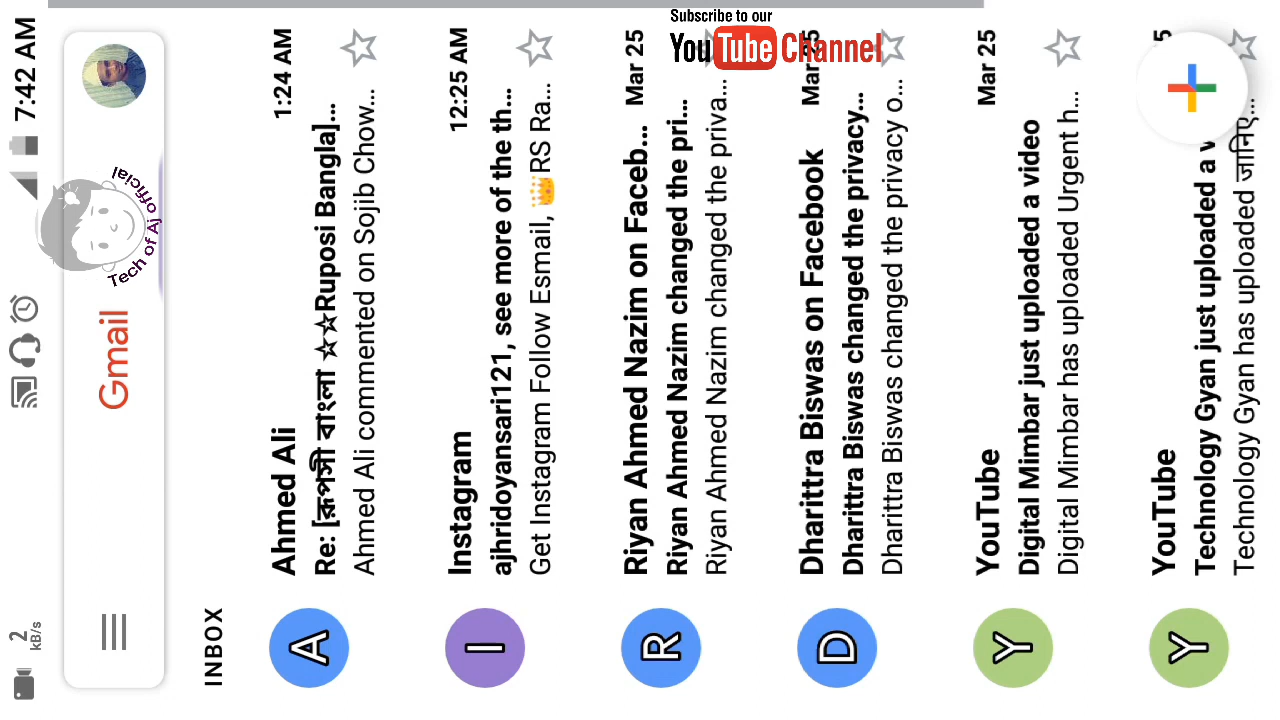 Subscribe to our
YouTube Channel
2
kB/s
7:42 AM
Gmail
Tech of Aj official
INBOX
A
Ahmed Ali
1:24 AM
Re: [রূপসী বাংলা ☆☆Ruposi Bangla]...
Ahmed Ali commented on Sojib Chow...
I
Instagram
12:25 AM
ajhridoyansari121, see more of the th...
Get Instagram Follow Esmail, 👑RS Ra...
R
Riyan Ahmed Nazim on Faceb...
Mar 25
Riyan Ahmed Nazim changed the pri...
Riyan Ahmed Nazim changed the priva...
D
Dharittra Biswas on Facebook
Mar 25
Dharittra Biswas changed the privacy...
Dharittra Biswas changed the privacy o...
Y
YouTube
Mar 25
Digital Mimbar just uploaded a video
Digital Mimbar has uploaded Urgent h...
Y
YouTube
Technology Gyan just uploaded a
Technology Gyan has uploaded जानिए...